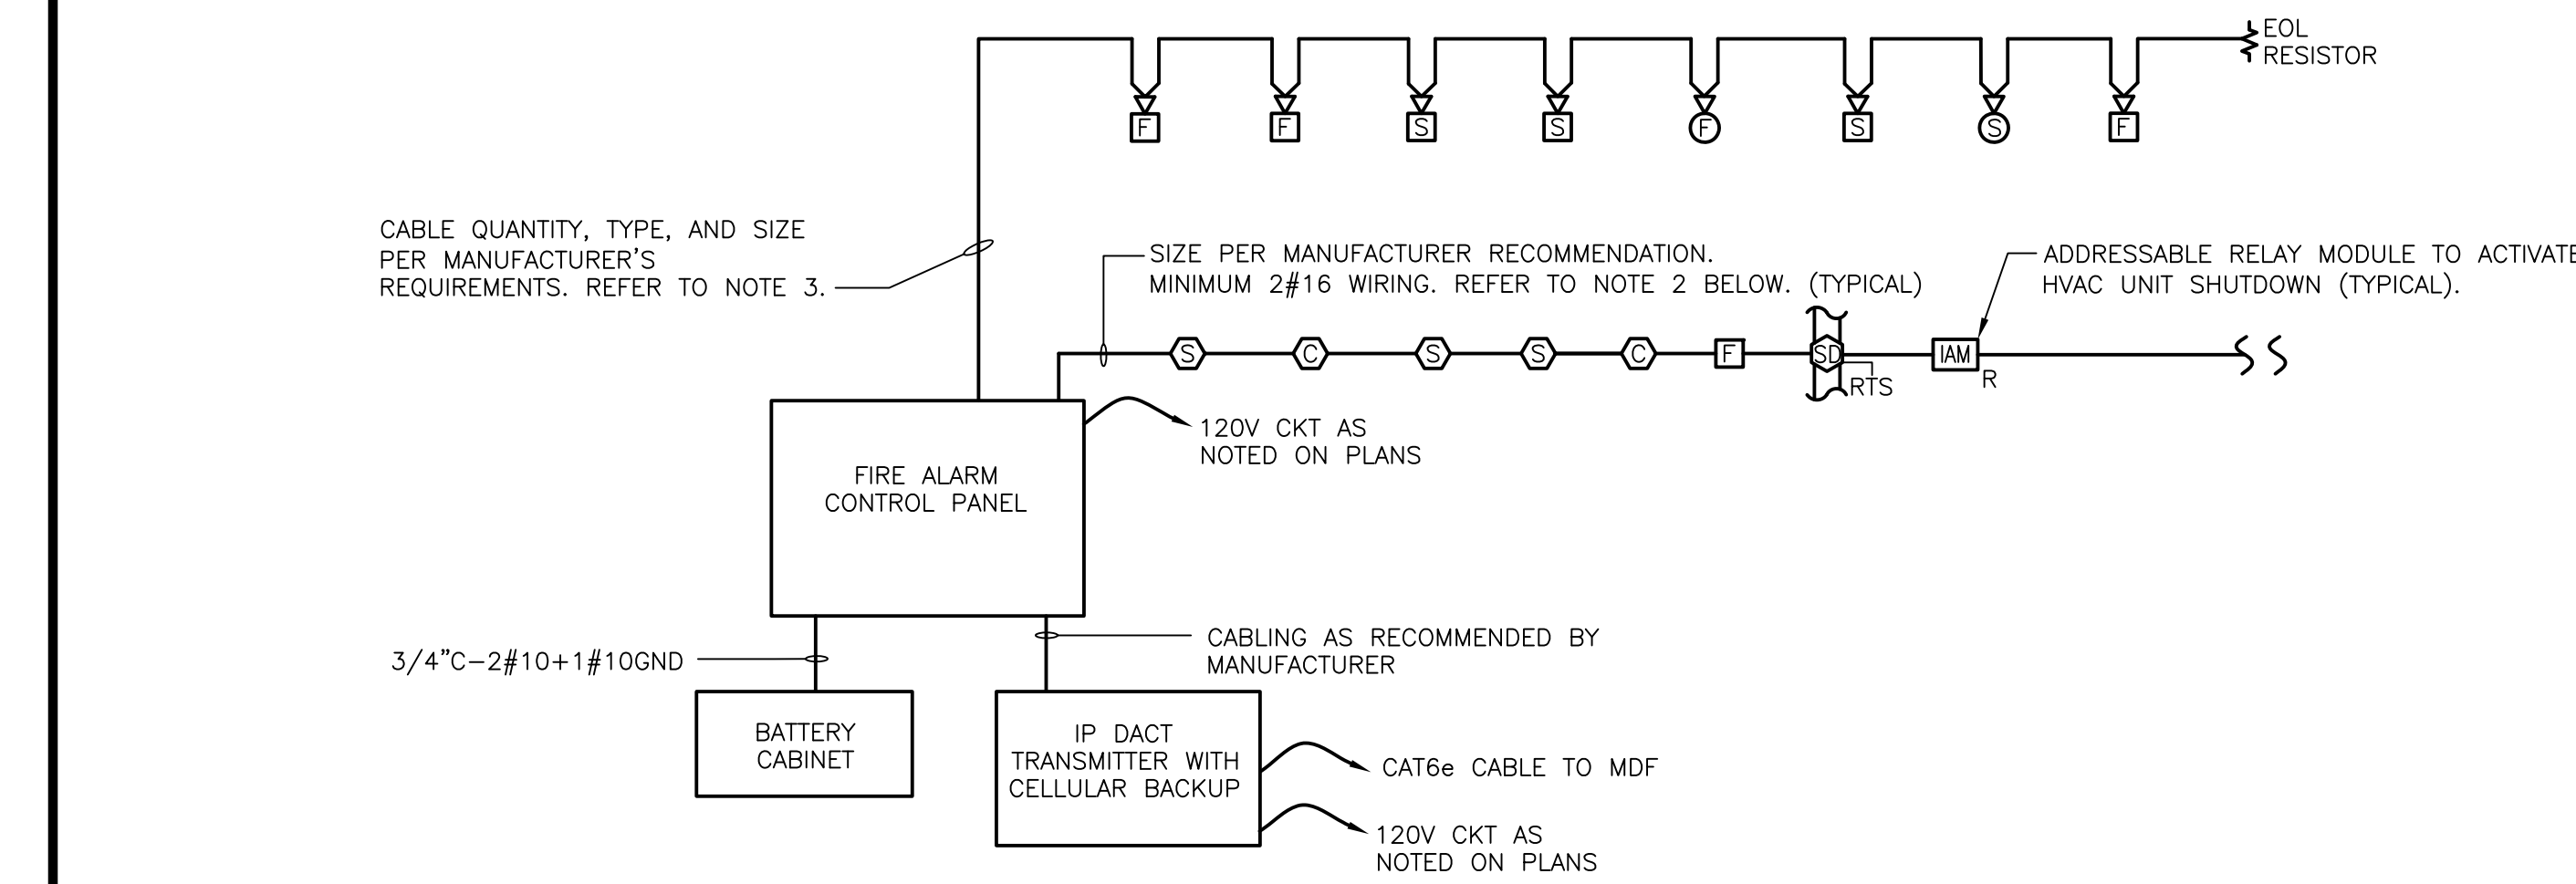 EOL
RESISTOR
F F S S F S S F
CABLE QUANTITY, TYPE, AND SIZE
PER MANUFACTURER'S
REQUIREMENTS. REFER TO NOTE 3.
SIZE PER MANUFACTURER RECOMMENDATION.
MINIMUM 2#16 WIRING. REFER TO NOTE 2 BELOW. (TYPICAL)
ADDRESSABLE RELAY MODULE TO ACTIVATE
HVAC UNIT SHUTDOWN (TYPICAL).
S C S S C F SD IAM
RTS
R
120V CKT AS
NOTED ON PLANS
FIRE ALARM
CONTROL PANEL
3/4"C-2#10+1#10GND
CABLING AS RECOMMENDED BY
MANUFACTURER
BATTERY
CABINET
IP DACT
TRANSMITTER WITH
CELLULAR BACKUP
CAT6e CABLE TO MDF
120V CKT AS
NOTED ON PLANS